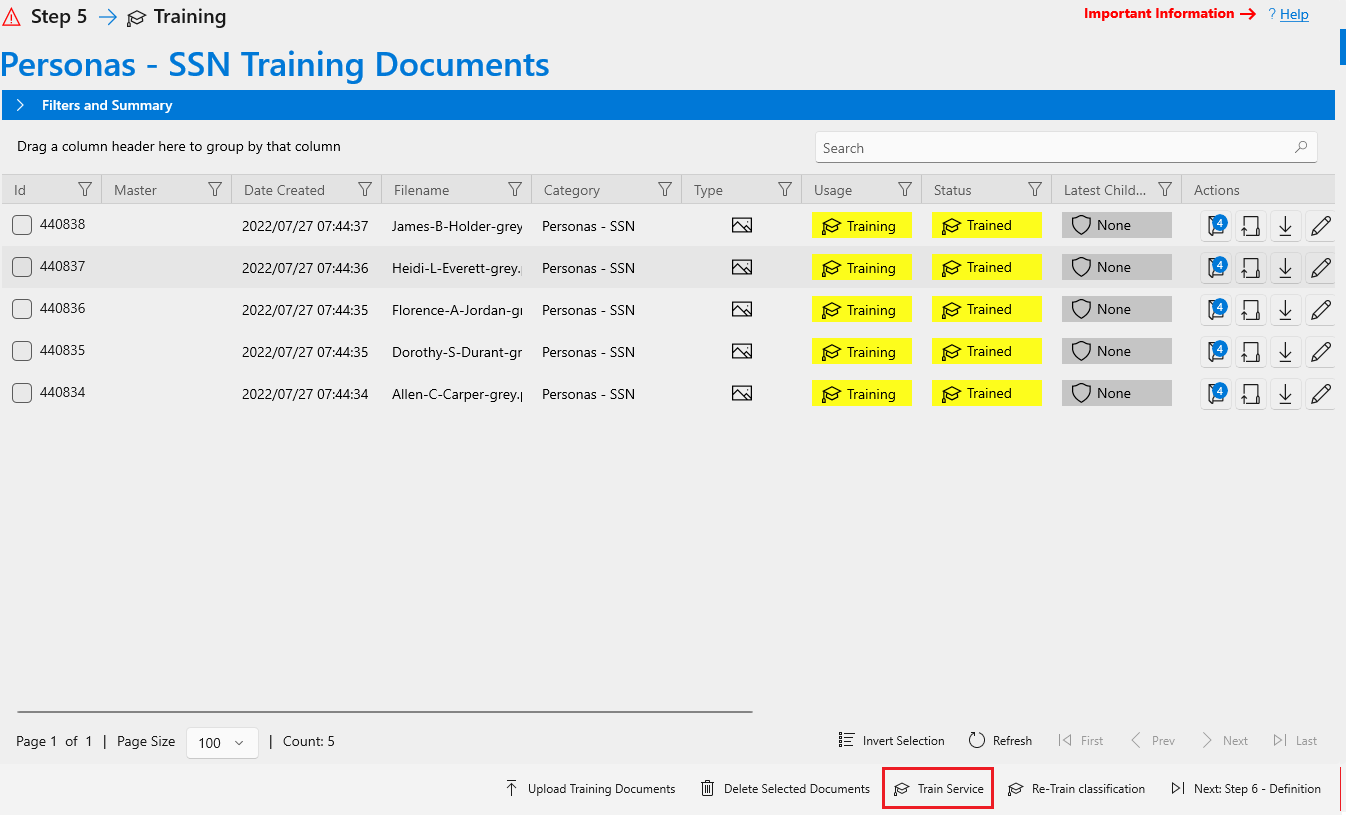 Step 5 Training
Important Information ? Help
Personas - SSN Training Documents
Filters and Summary
Drag a column header here to group by that column
Search
Id Master Date Created Filename Category Type Usage Status Latest Child... Actions
440838 2022/07/27 07:44:37 James-B-Holder-grey Personas - SSN Training Trained None 4
440837 2022/07/27 07:44:36 Heidi-L-Everett-grey. Personas - SSN Training Trained None 4
440836 2022/07/27 07:44:35 Florence-A-Jordan-gr Personas - SSN Training Trained None 4
440835 2022/07/27 07:44:35 Dorothy-S-Durant-gr Personas - SSN Training Trained None 4
440834 2022/07/27 07:44:34 Allen-C-Carper-grey.p Personas - SSN Training Trained None 4
Page 1 of 1 | Page Size 100 | Count: 5
Invert Selection Refresh First Prev Next Last
Upload Training Documents Delete Selected Documents Train Service Re-Train classification Next: Step 6 - Definition